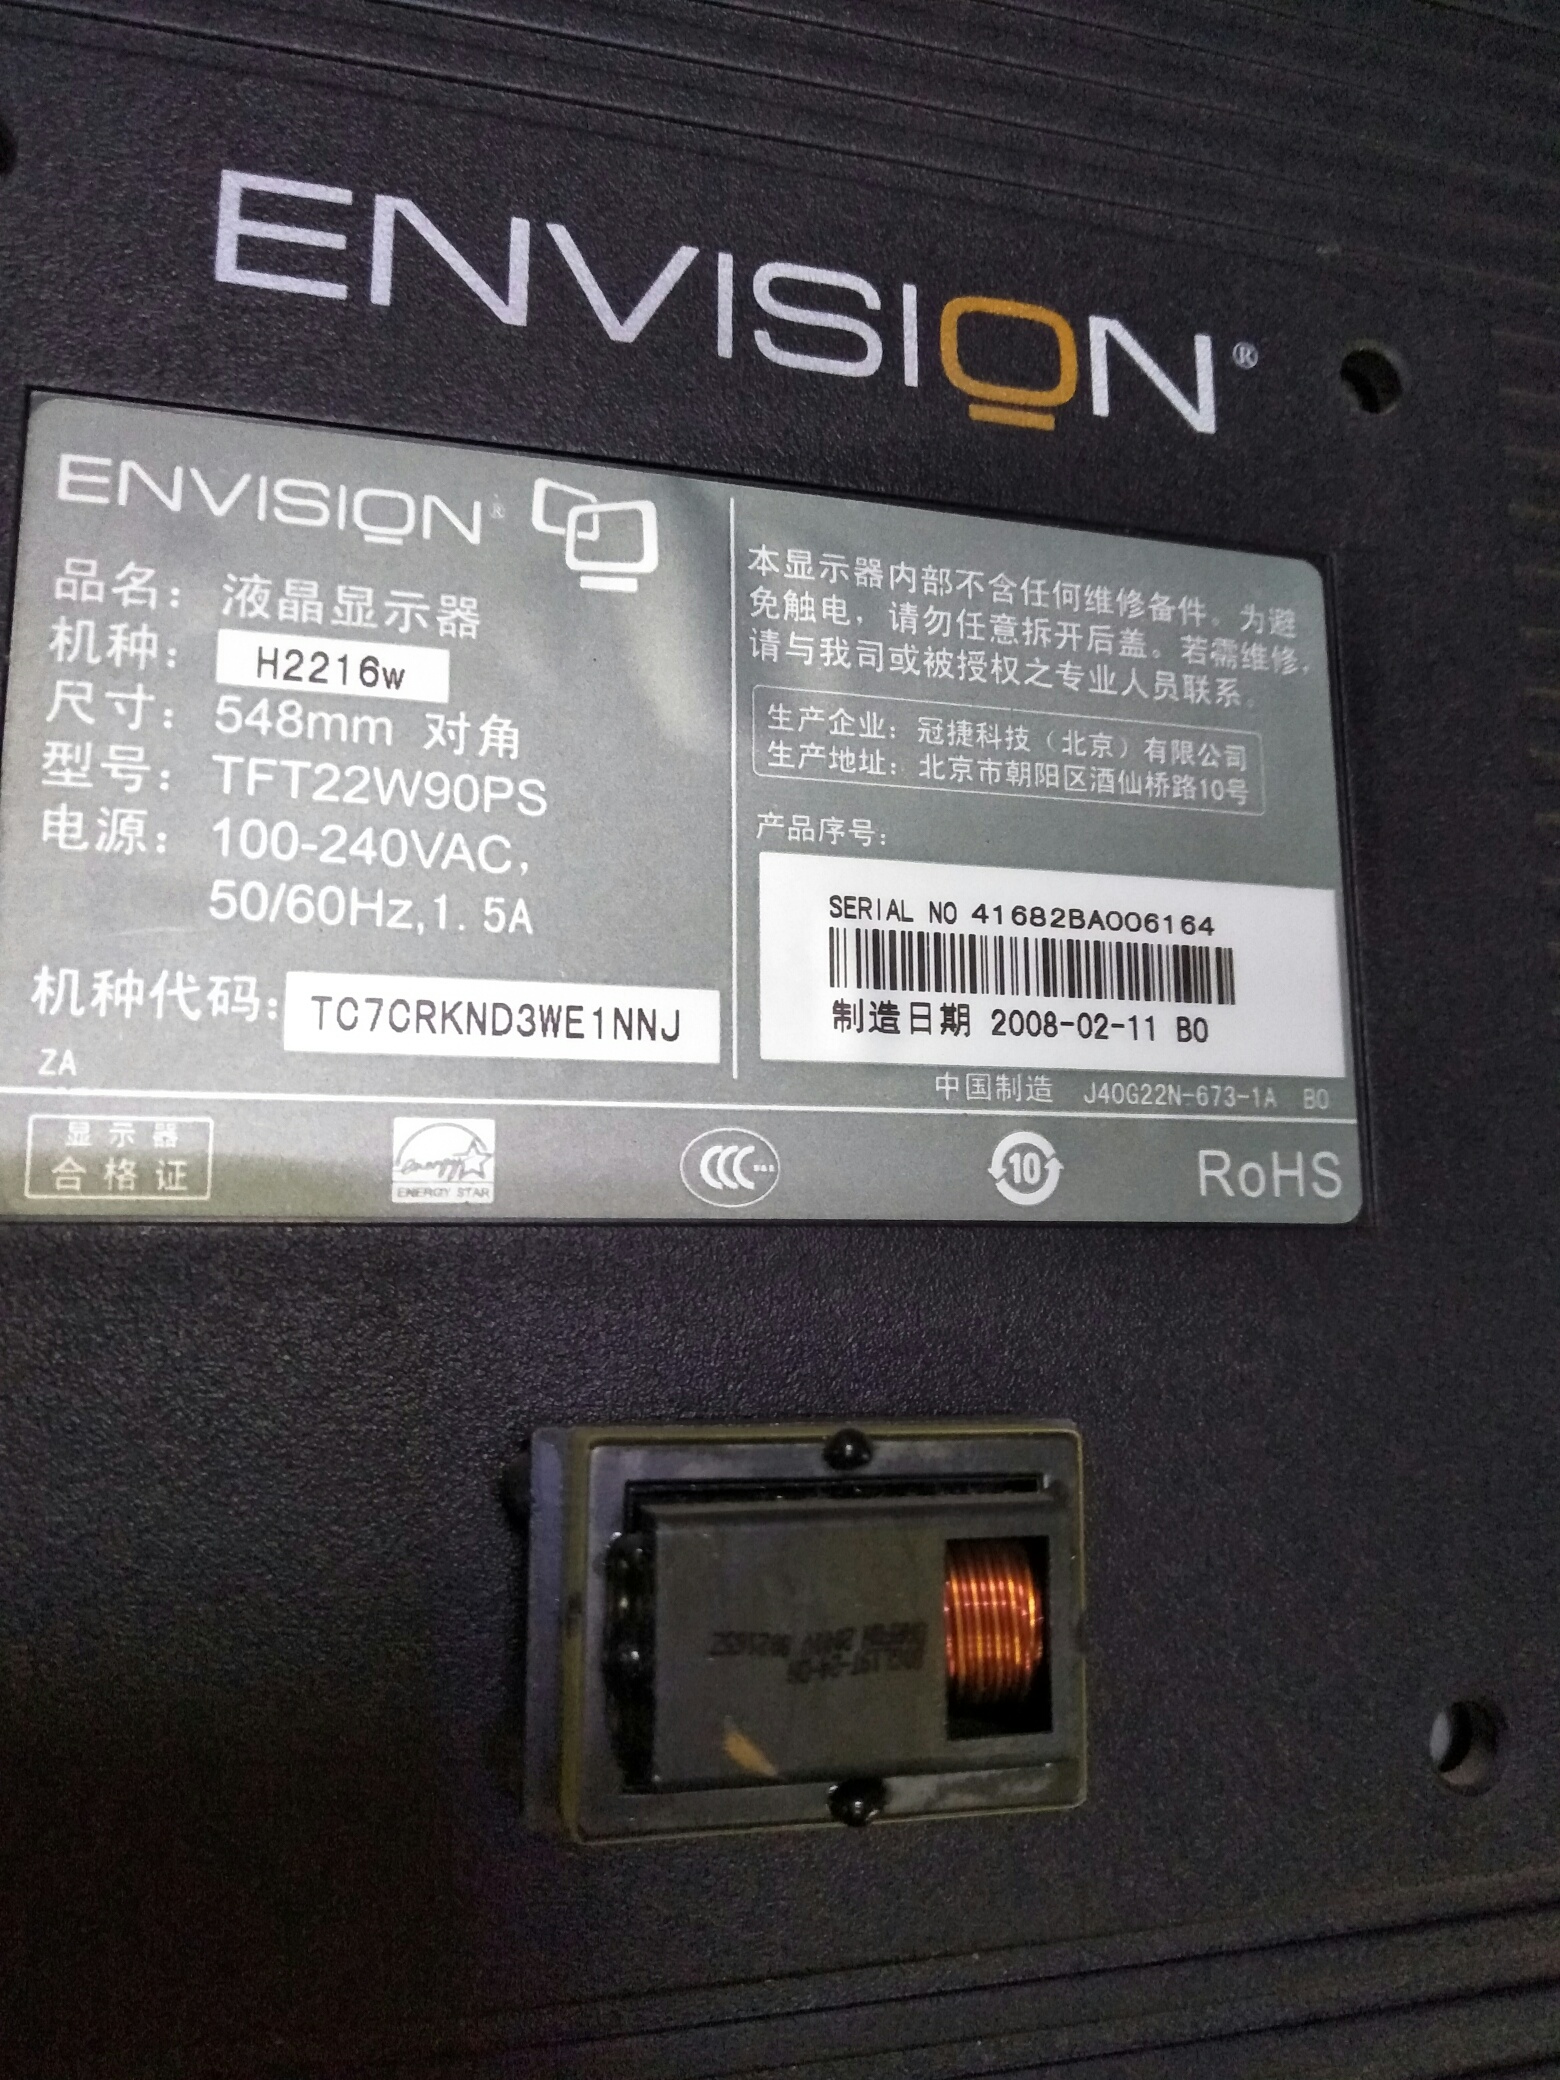 ENVISION®
ENVISION®
品名：液晶显示器
机种：H2216w
尺寸：548mm 对角
型号：TFT22W90PS
电源：100-240VAC,
50/60Hz,1.5A
机种代码：TC7CRKND3WE1NNJ
ZA
本显示器内部不含任何维修备件，为避
免触电，请勿任意拆开后盖。若需维修，
请与我司或被授权之专业人员联系。
生产企业：冠捷科技（北京）有限公司
生产地址：北京市朝阳区酒仙桥路10号
产品序号：
SERIAL NO 41682BA006164
制造日期 2008-02-11 B0
中国制造 J40G22N-673-1A B0
显示器
合格证
energy
ENERGY STAR
CCC
10
RoHS